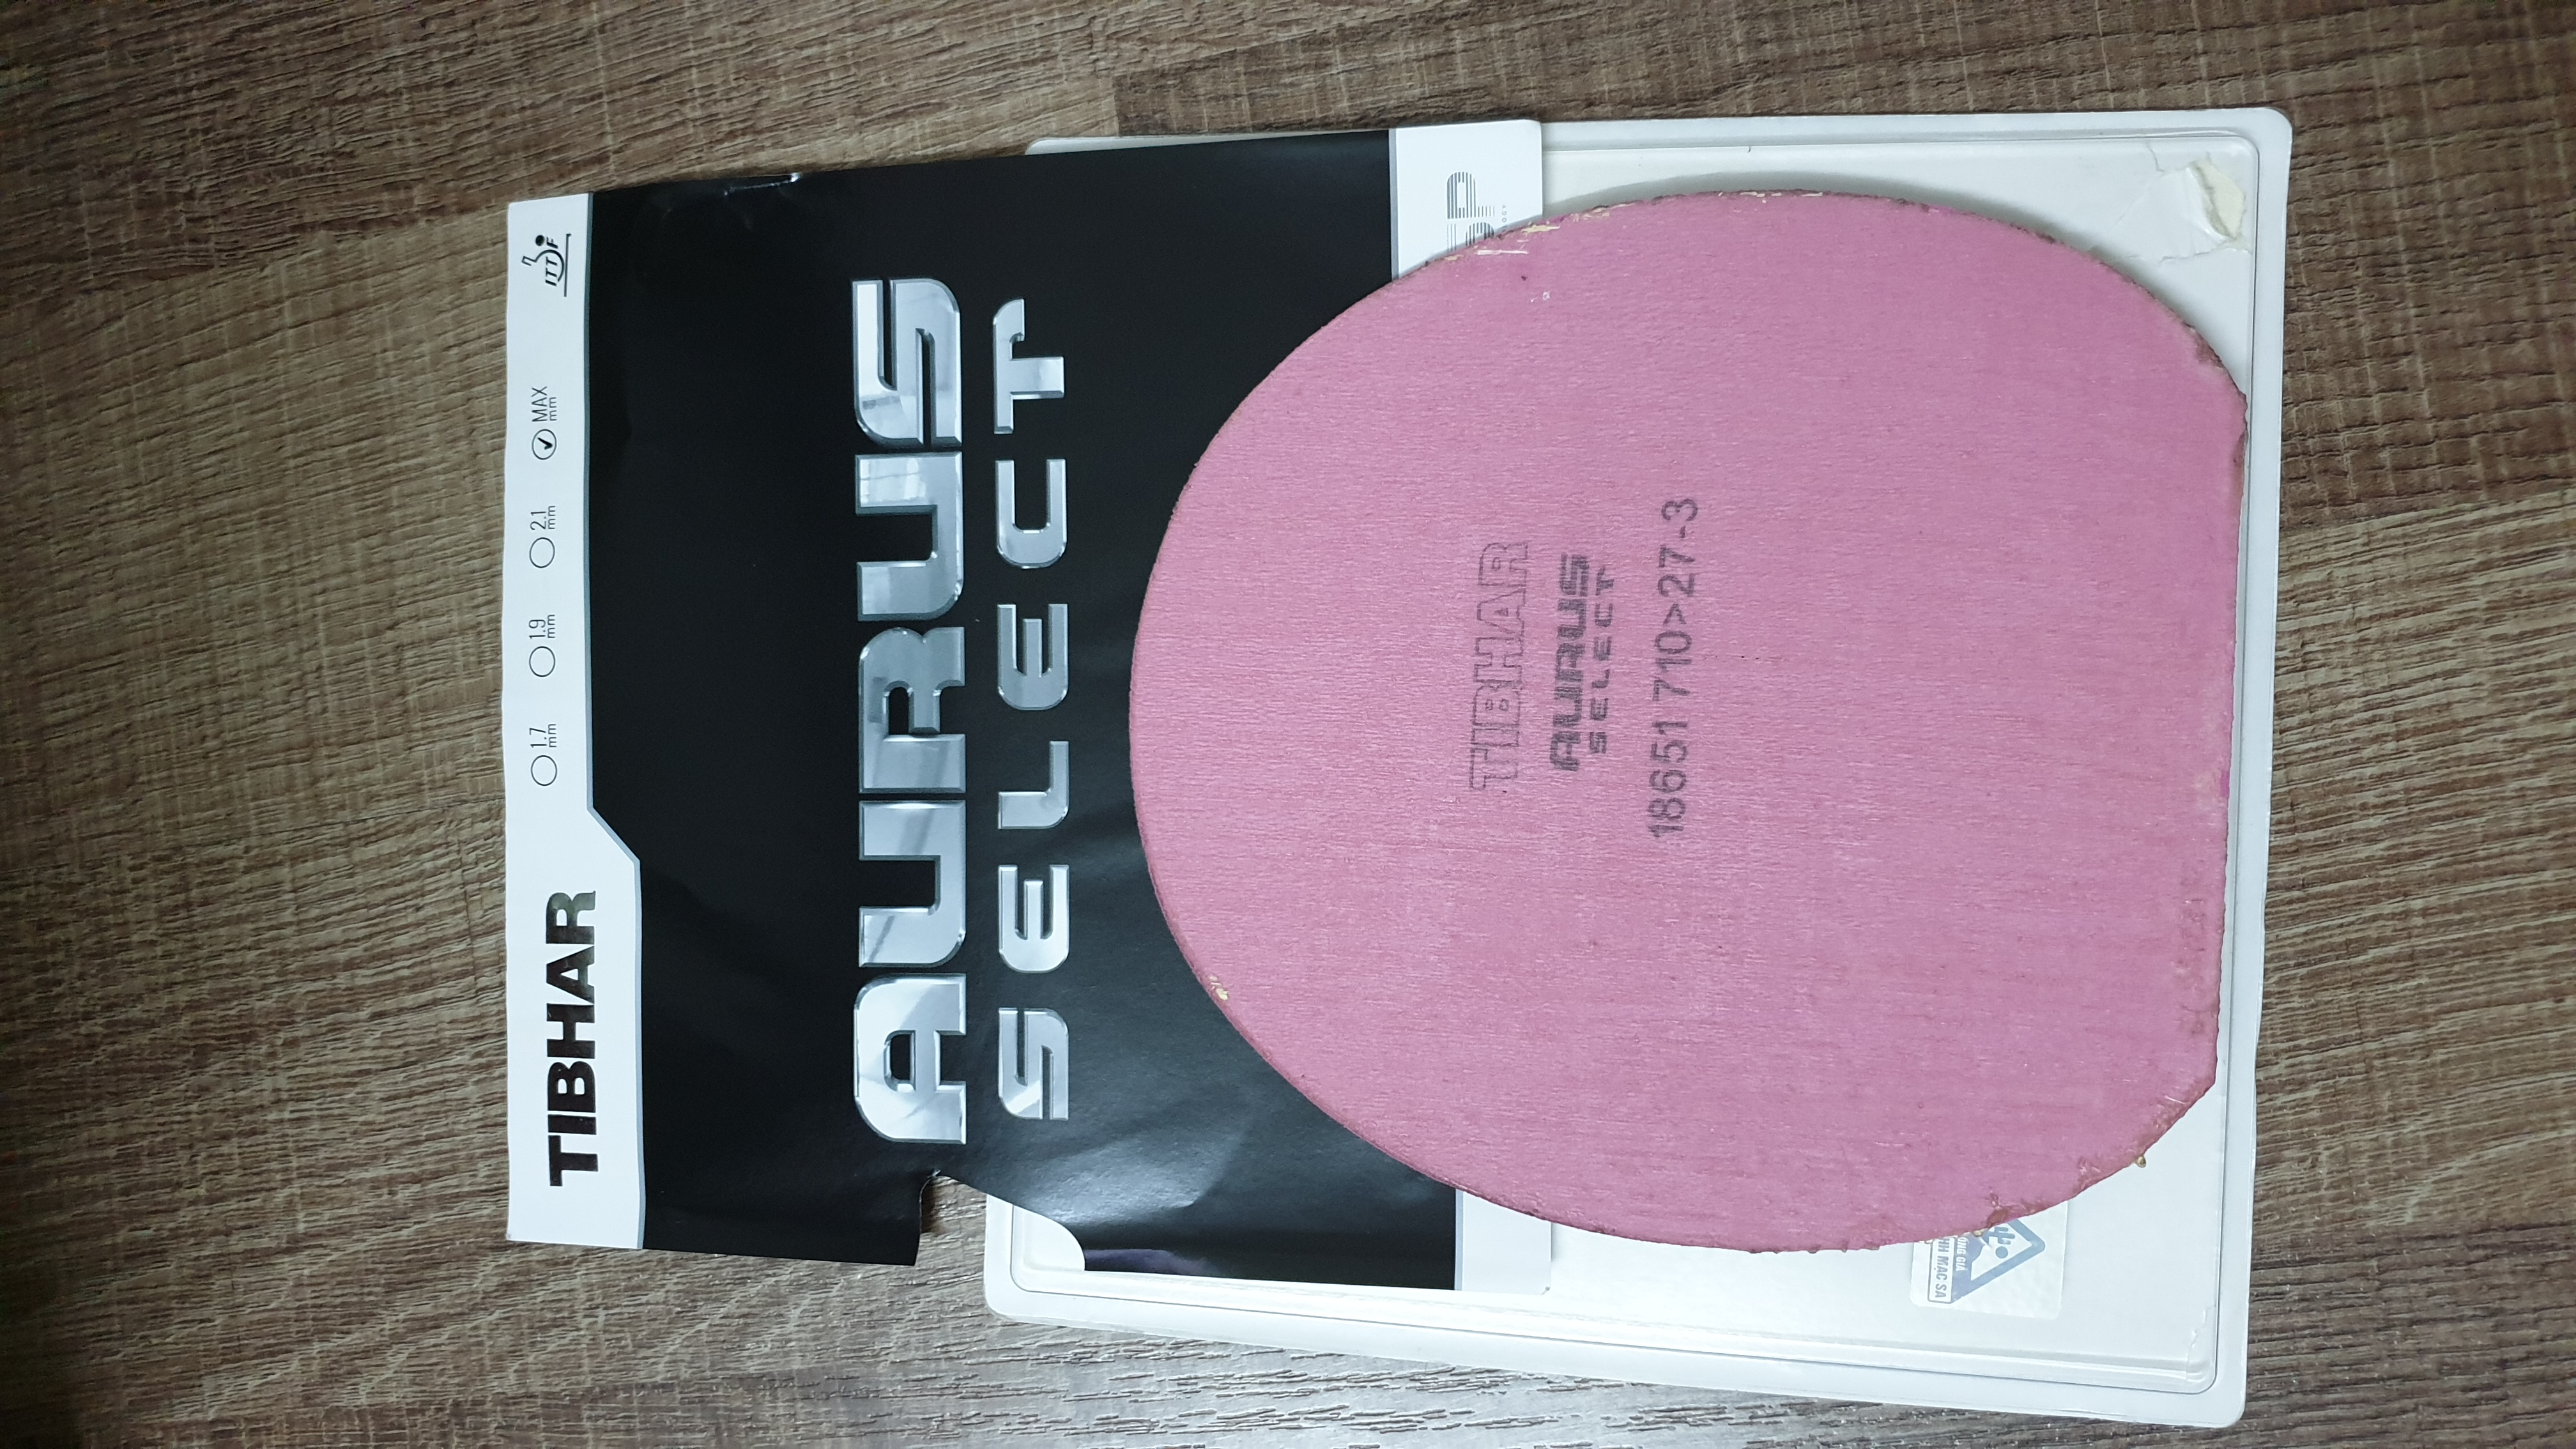 TIBHAR
1.7 mm 1.9 mm 2.1 mm MAX mm
ITTF
AURUS
SELECT
TIBHAR
AURUS
SELECT
18651 710>27-3